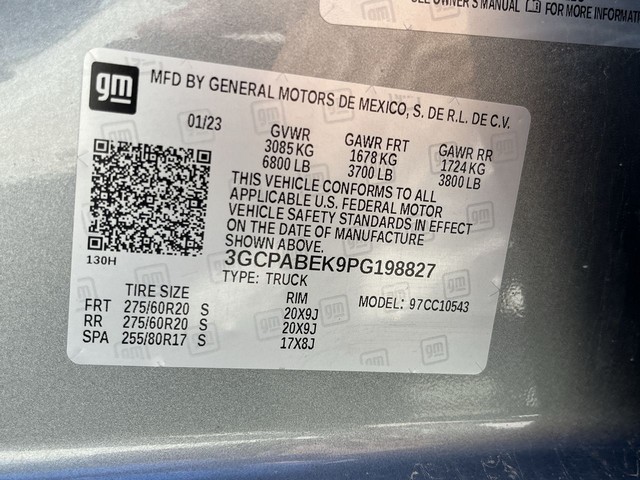 SEE OWNER'S MANUAL FOR MORE INFORMATI
gm
MFD BY GENERAL MOTORS DE MEXICO, S. DE R.L. DE C.V.
01/23
GVWR GAWR FRT GAWR RR
3085 KG 1678 KG 1724 KG
6800 LB 3700 LB 3800 LB
THIS VEHICLE CONFORMS TO ALL
APPLICABLE U.S. FEDERAL MOTOR
VEHICLE SAFETY STANDARDS IN EFFECT
ON THE DATE OF MANUFACTURE
SHOWN ABOVE.
130H
3GCPABEK9PG198827
TYPE: TRUCK
TIRE SIZE RIM MODEL: 97CC10543
FRT 275/60R20 S 20X9J
RR 275/60R20 S 20X9J
SPA 255/80R17 S 17X8J